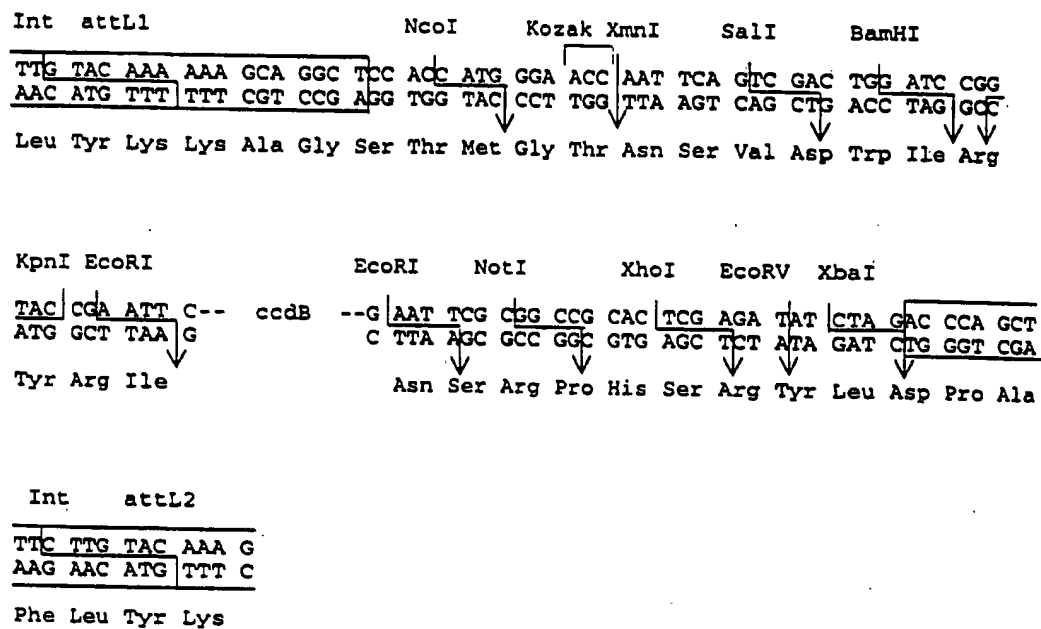 Int attL1 NcoI Kozak XmnI SalI BamHI
TTG TAC AAA AAA GCA GGC TCC ACC ATG GGA ACC AAT TCA GTC GAC TGG ATC CGG
AAC ATG TTT TTT CGT CCG AGG TGG TAC CCT TGG TTA AGT CAG CTG ACC TAG GCC
Leu Tyr Lys Lys Ala Gly Ser Thr Met Gly Thr Asn Ser Val Asp Trp Ile Arg
KpnI EcoRI EcoRI NotI XhoI EcoRV XbaI
TAC CGA ATT C-- ccdB --G AAT TCG CGG CCG CAC TCG AGA TAT CTA GAC CCA GCT
ATG GCT TAA G C TTA AGC GCC GGC GTG AGC TCT ATA GAT CTG GGT CGA
Tyr Arg Ile Asn Ser Arg Pro His Ser Arg Tyr Leu Asp Pro Ala
Int attL2
TTC TTG TAC AAA G
AAG AAC ATG TTT C
Phe Leu Tyr Lys